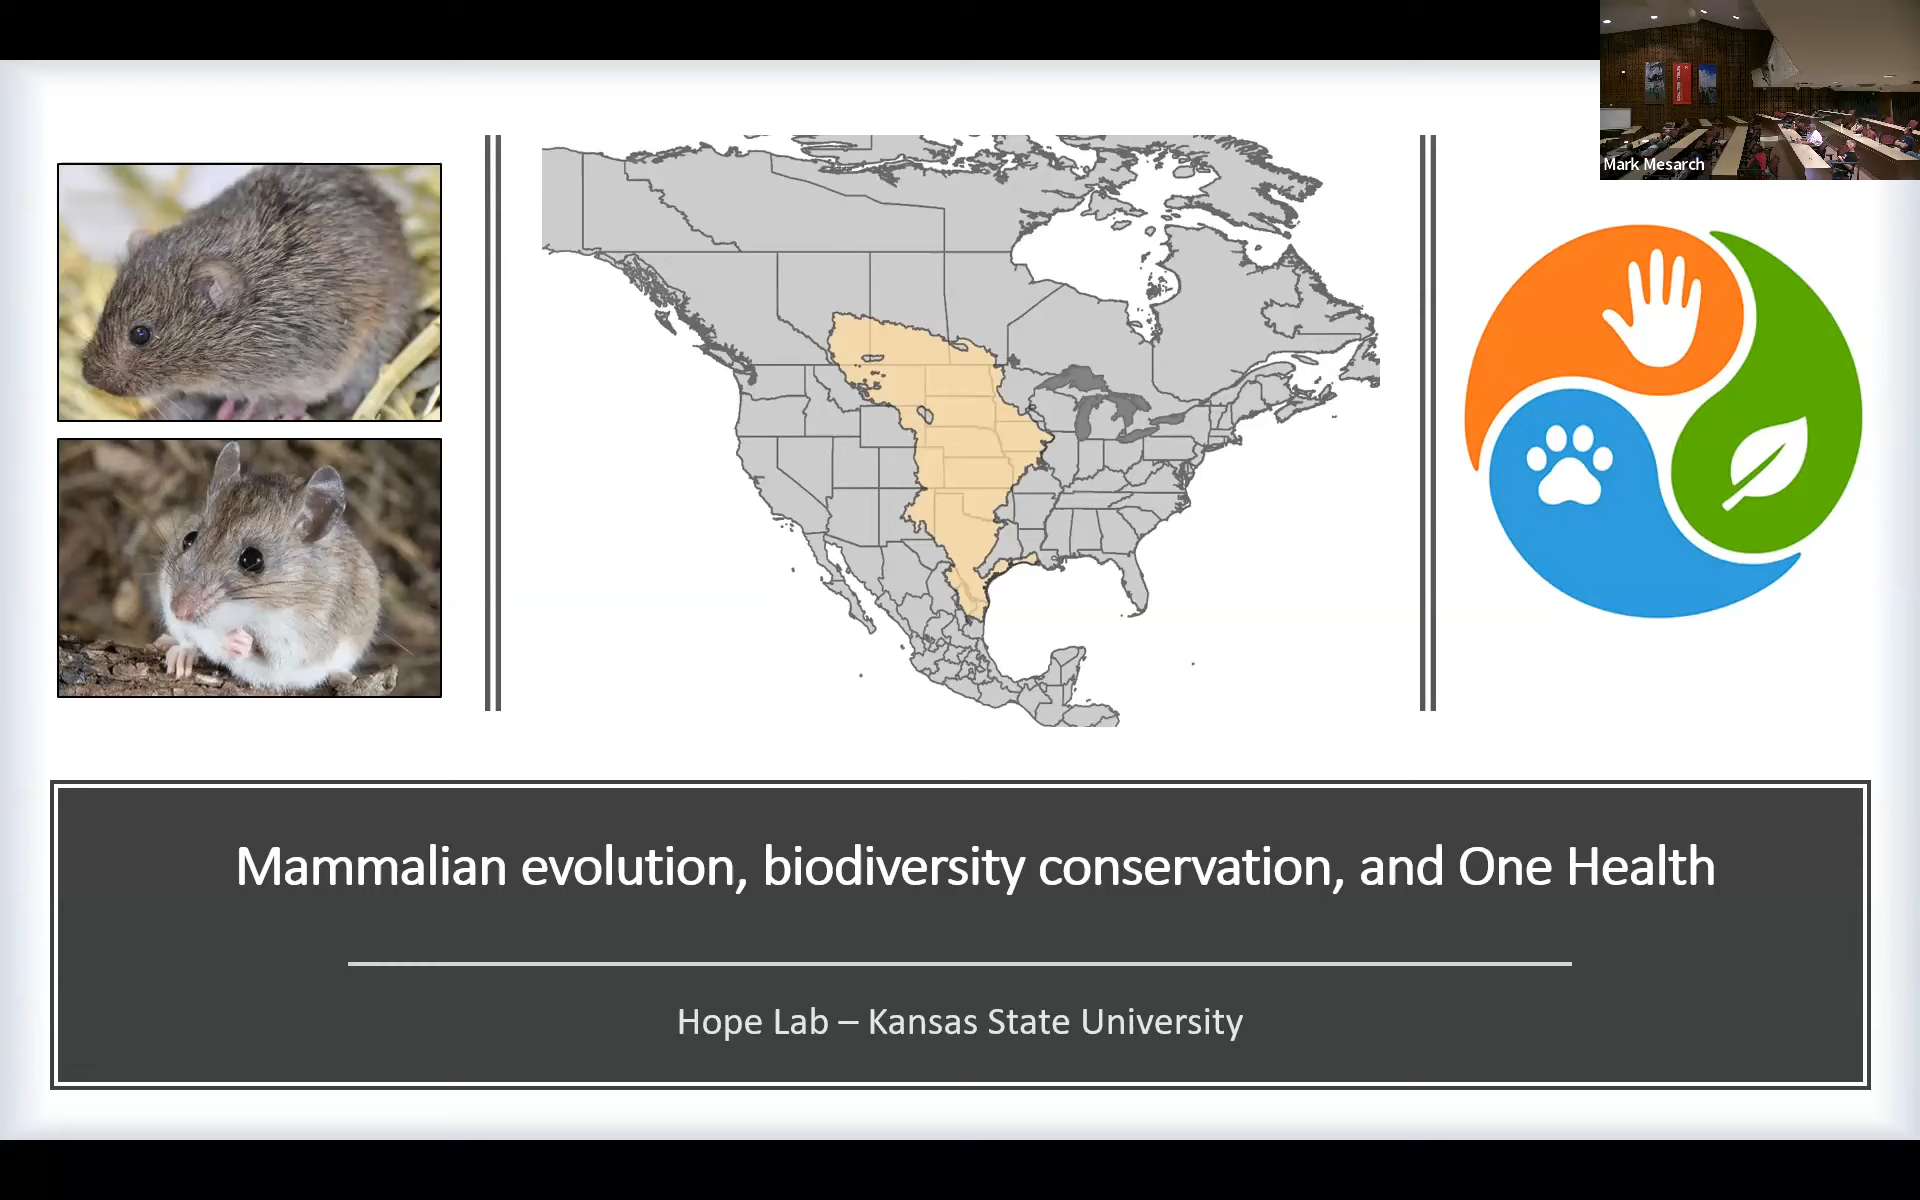 Mark Mesarch
Mammalian evolution, biodiversity conservation, and One Health
Hope Lab – Kansas State University